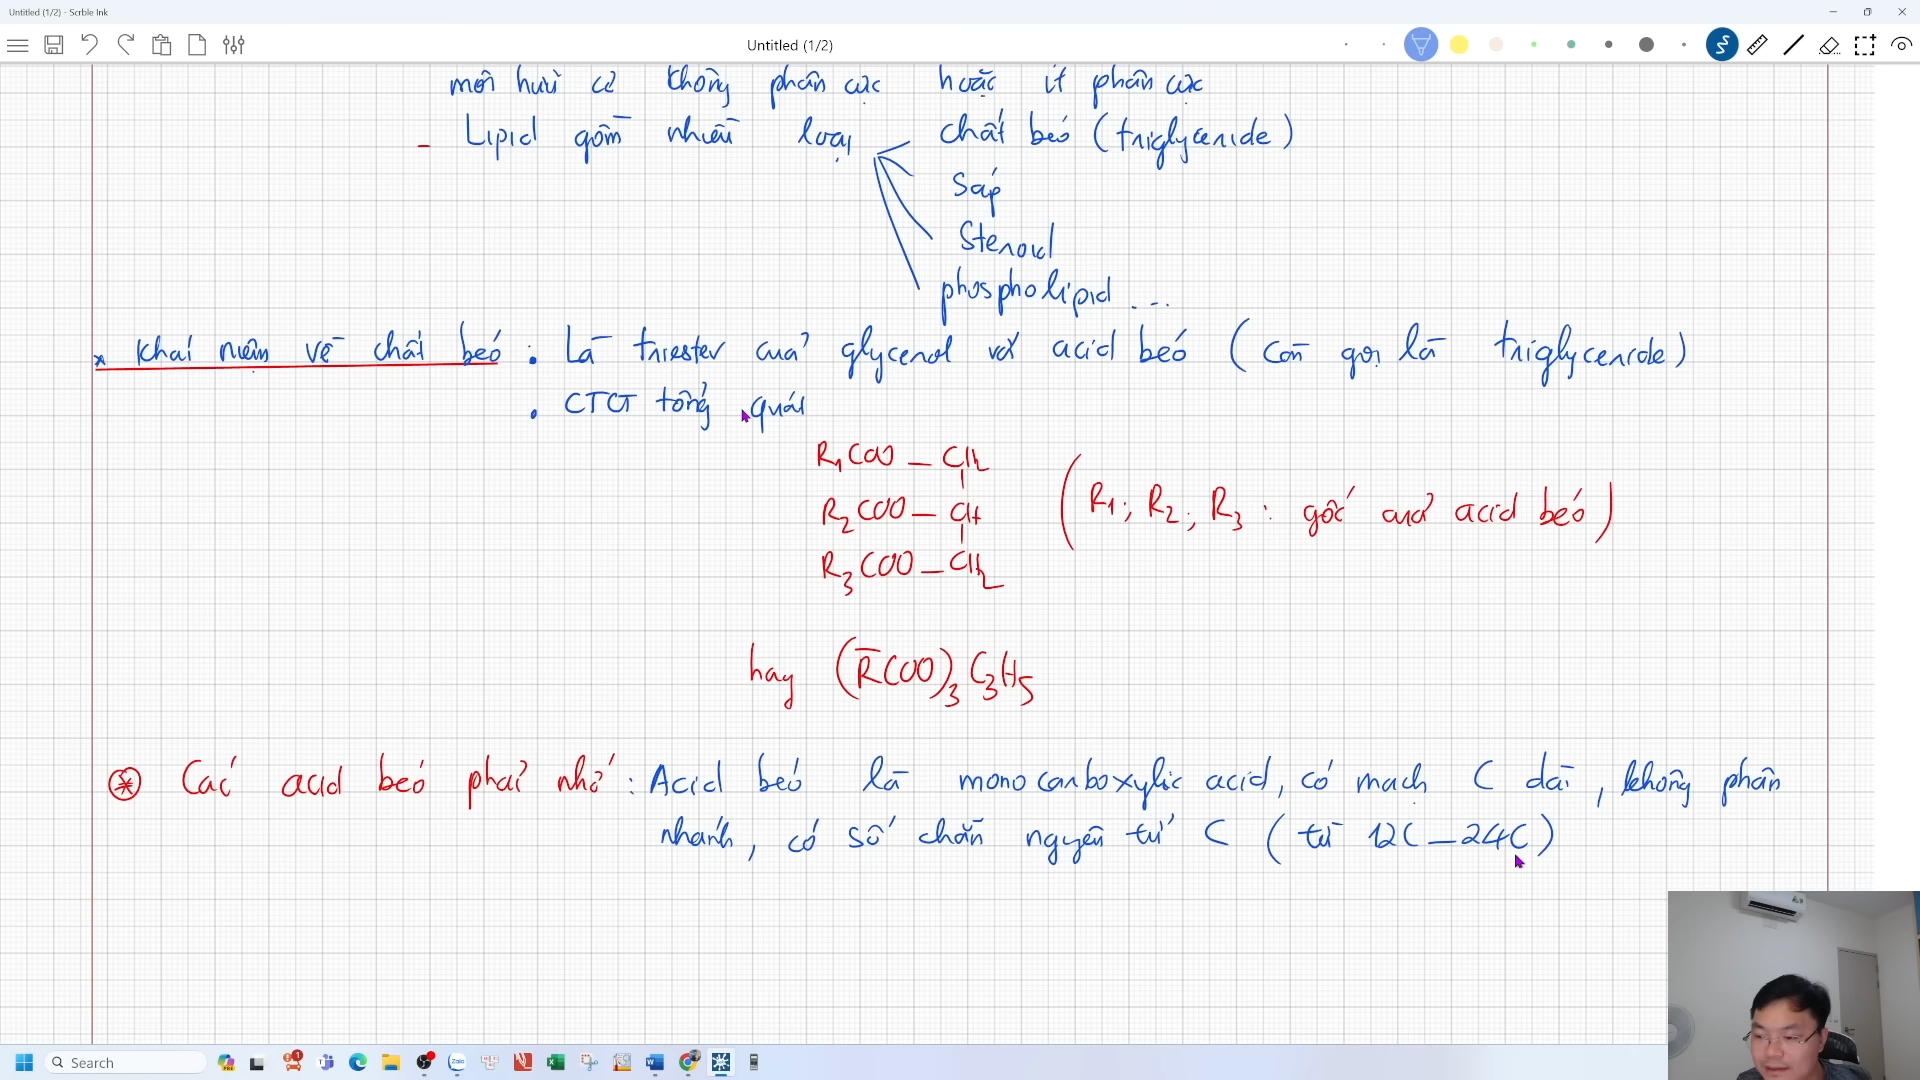 Untitled (1/2) - Scrble Ink
Untitled (1/2)
môi hữu cơ không phân cực hoặc ít phân cực
- Lipid gồm nhiều loại chất béo (triglyceride)
Sáp
Steroid
phospholipid ...
* Khái niệm về chất béo : • Là triester của glycerol với acid béo (còn gọi là triglyceride)
• CTCT tổng quát
R₁COO – CH₂
R₂COO – CH (R₁; R₂; R₃ : gốc của acid béo)
R₃COO – CH₂
hay (R̄COO)₃C₃H₅
* Các acid béo phải nhớ : Acid béo là monocarboxylic acid, có mạch C dài, không phân
nhánh, có số chẵn nguyên tử C (từ 12C – 24C)
Search